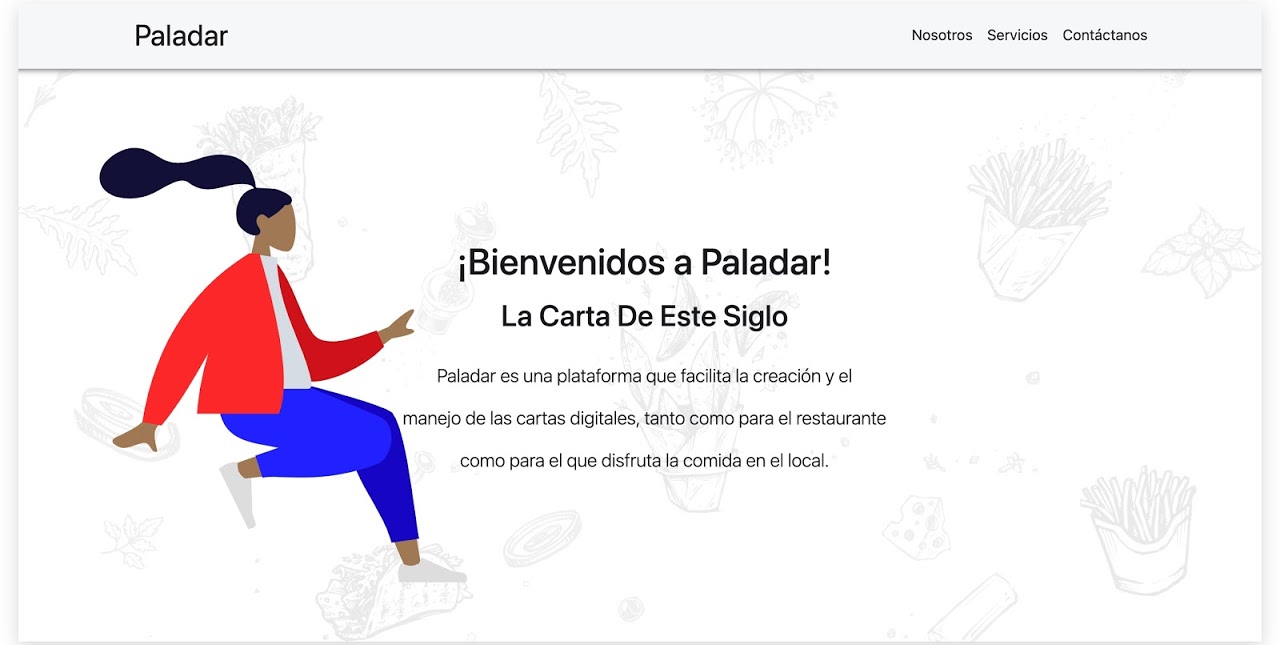 Paladar
Nosotros Servicios Contáctanos
¡Bienvenidos a Paladar!
La Carta De Este Siglo
Paladar es una plataforma que facilita la creación y el
manejo de las cartas digitales, tanto como para el restaurante
como para el que disfruta la comida en el local.